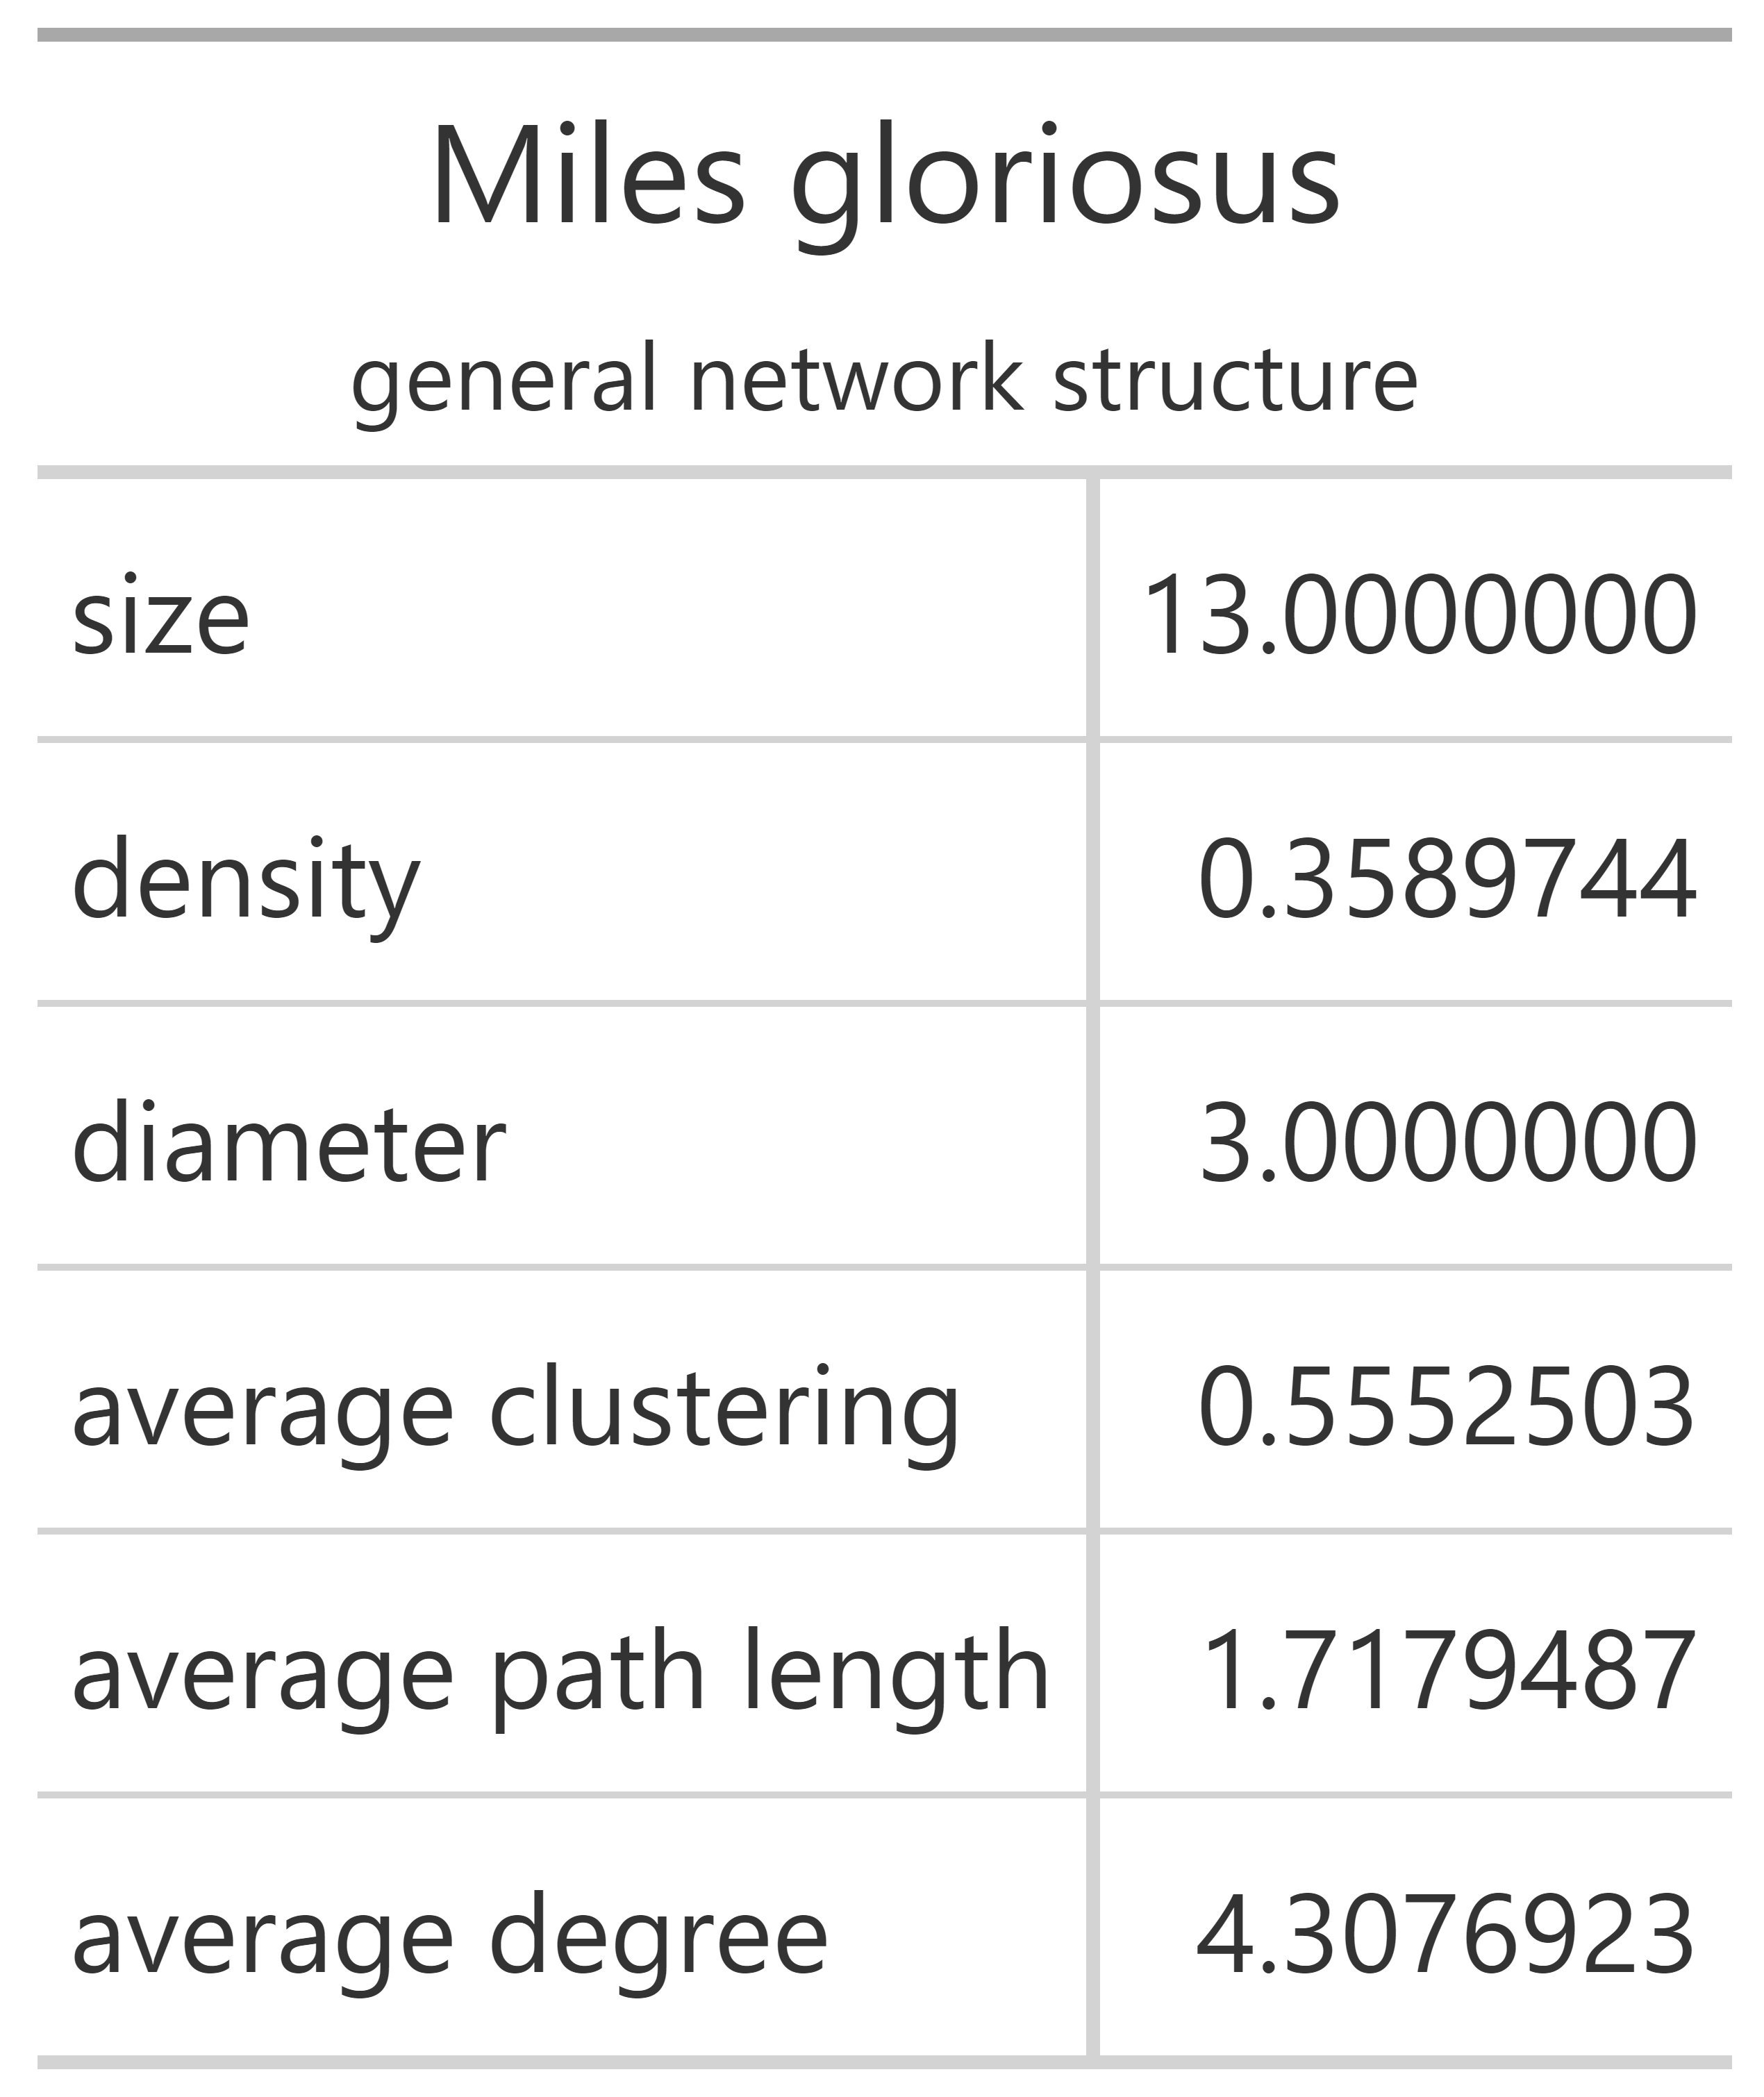 Miles gloriosus
general network structure
size 13.0000000
density 0.3589744
diameter 3.0000000
average clustering 0.5552503
average path length 1.7179487
average degree 4.3076923